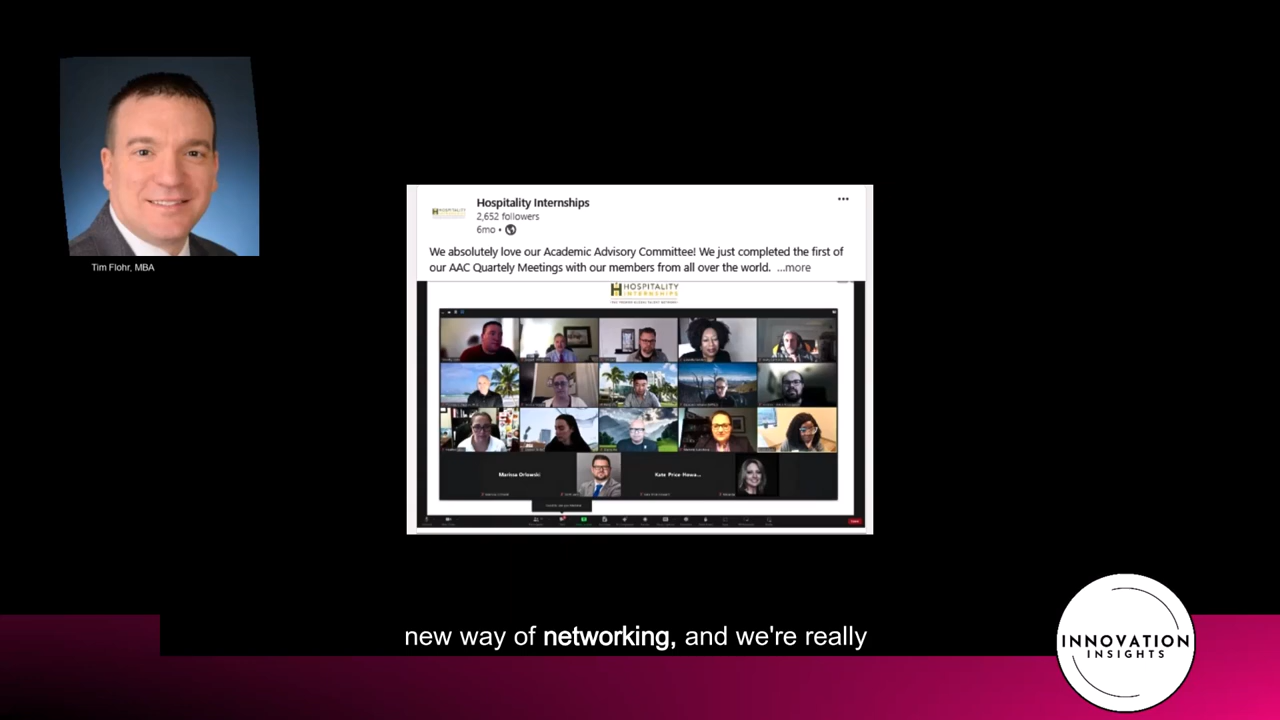 Tim Flohr, MBA
Hospitality Internships
2,652 followers
6mo •
We absolutely love our Academic Advisory Committee! We just completed the first of
our AAC Quartely Meetings with our members from all over the world. ...more
HOSPITALITY
INTERNSHIPS
Marissa Orlowski
Kate Price-Howa...
new way of networking, and we're really
INNOVATION
INSIGHTS